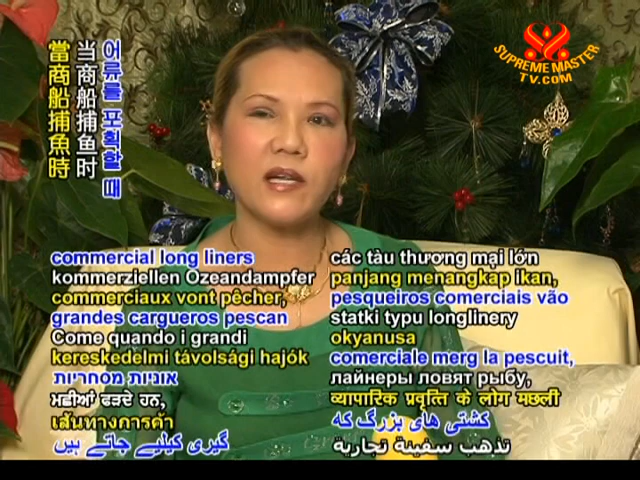 어류를 포획할 때
当商船捕鱼时
當商船捕魚時
SUPREME MASTER
TV.COM
commercial long liners
kommerziellen Ozeandampfer
commerciaux vont pêcher,
grandes cargueros pescan
Come quando i grandi
kereskedelmi távolsági hajók
אוניות מסחריות
ਮਛੀਆਂ ਫੜਦੇ ਹਨ,
เส้นทางการค้า
گیری کیلیے جاتے ہیں
các tàu thương mại lớn
panjang menangkap ikan,
pesqueiros comerciais vão
statki typu longlinery
okyanusa
comerciale merg la pescuit,
лайнеры ловят рыбу,
व्यापारिक प्रवृत्ति के लोग मछली
کشتی های بزرگ که
تذهب سفينة تجارية